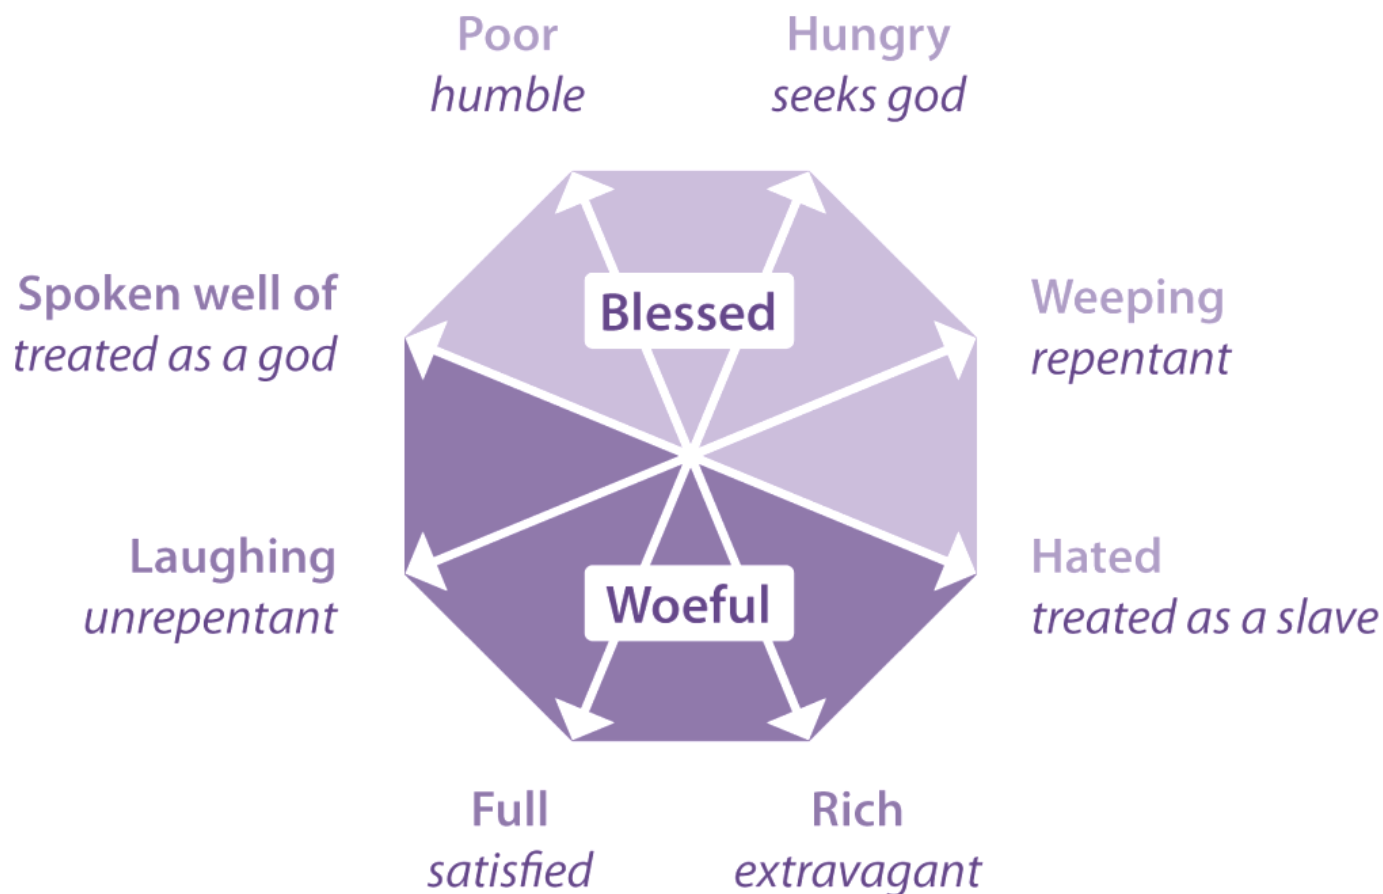 Poor
humble
Hungry
seeks god
Blessed
Spoken well of
treated as a god
Weeping
repentant
Laughing
unrepentant
Woeful
Hated
treated as a slave
Full
satisfied
Rich
extravagant